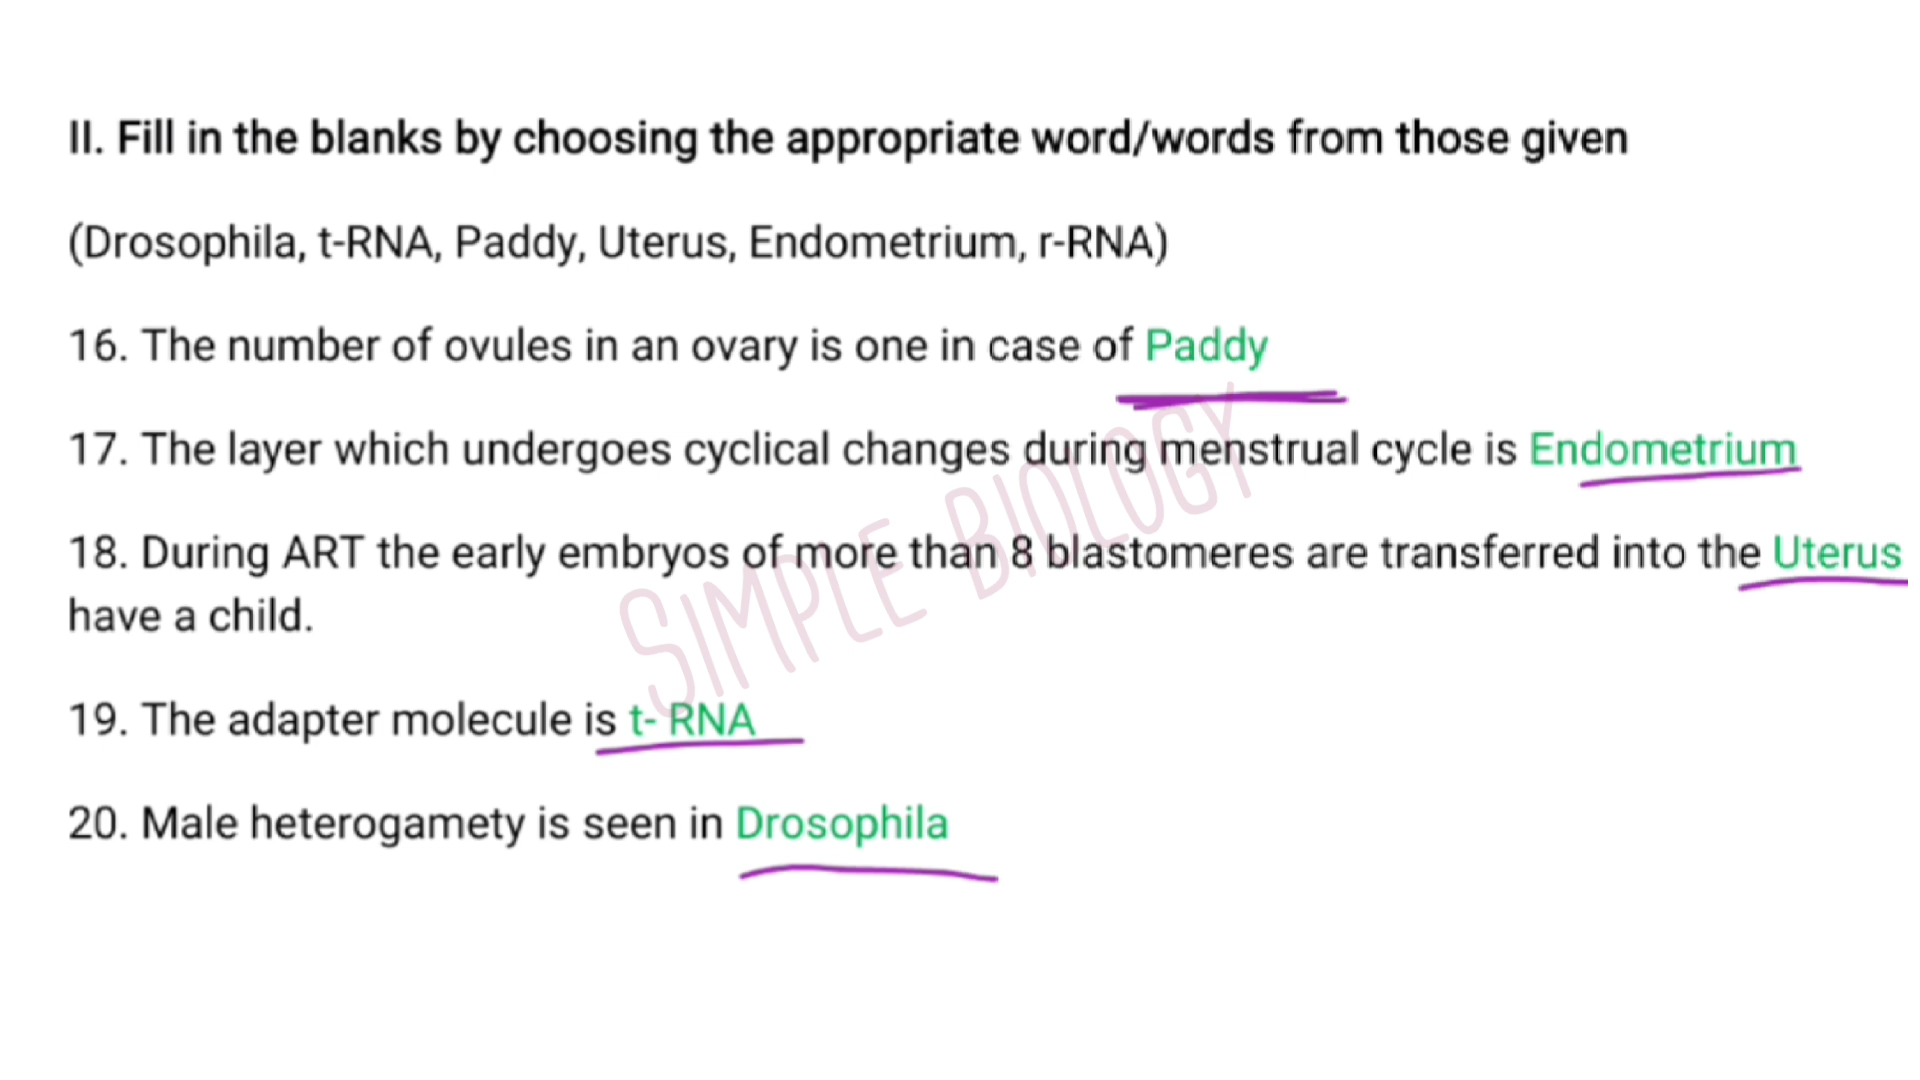 II. Fill in the blanks by choosing the appropriate word/words from those given
(Drosophila, t-RNA, Paddy, Uterus, Endometrium, r-RNA)
16. The number of ovules in an ovary is one in case of Paddy
17. The layer which undergoes cyclical changes during menstrual cycle is Endometrium
18. During ART the early embryos of more than 8 blastomeres are transferred into the Uterus
have a child.
19. The adapter molecule is t- RNA
20. Male heterogamety is seen in Drosophila
SIMPLE BIOLOGY